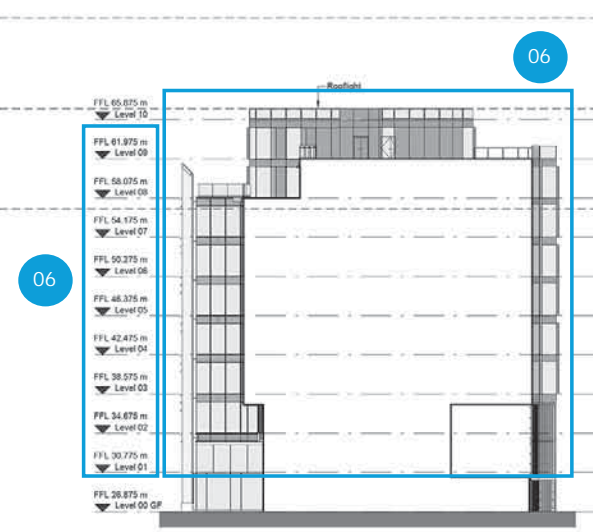 06
Rooflight
FFL 65.875 m
Level 10
FFL 61.975 m
Level 09
FFL 58.075 m
Level 08
FFL 54.175 m
Level 07
FFL 50.275 m
Level 06
06
FFL 46.375 m
Level 05
FFL 42.475 m
Level 04
FFL 38.575 m
Level 03
FFL 34.675 m
Level 02
FFL 30.775 m
Level 01
FFL 26.875 m
Level 00 GF